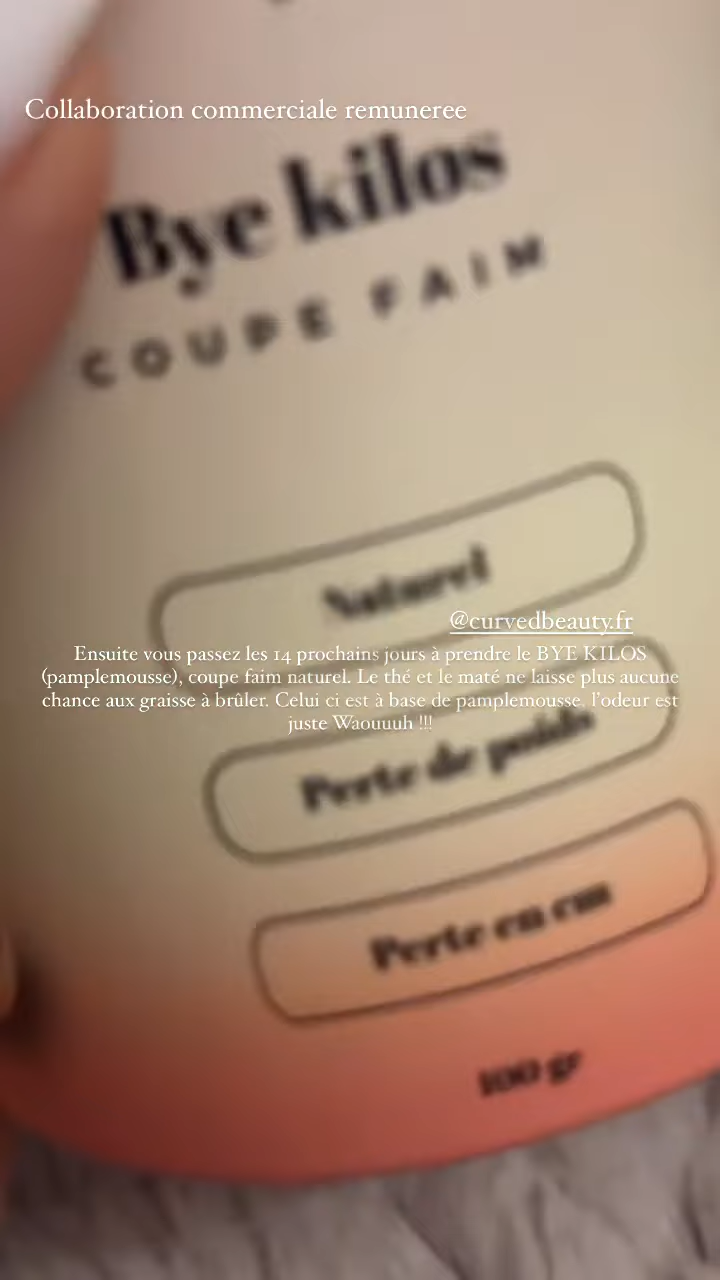 Collaboration commerciale remuneree
Bye kilos
COUPE FAIM
Naturel
@curvedbeauty.fr
Ensuite vous passez les 14 prochains jours à prendre le BYE KILOS
(pamplemousse), coupe faim naturel. Le thé et le maté ne laisse plus aucune
chance aux graisse à brûler. Celui ci est à base de pamplemousse, l'odeur est
juste Waouuuh !!!
Perte de poids
Perte en cm
100 gr